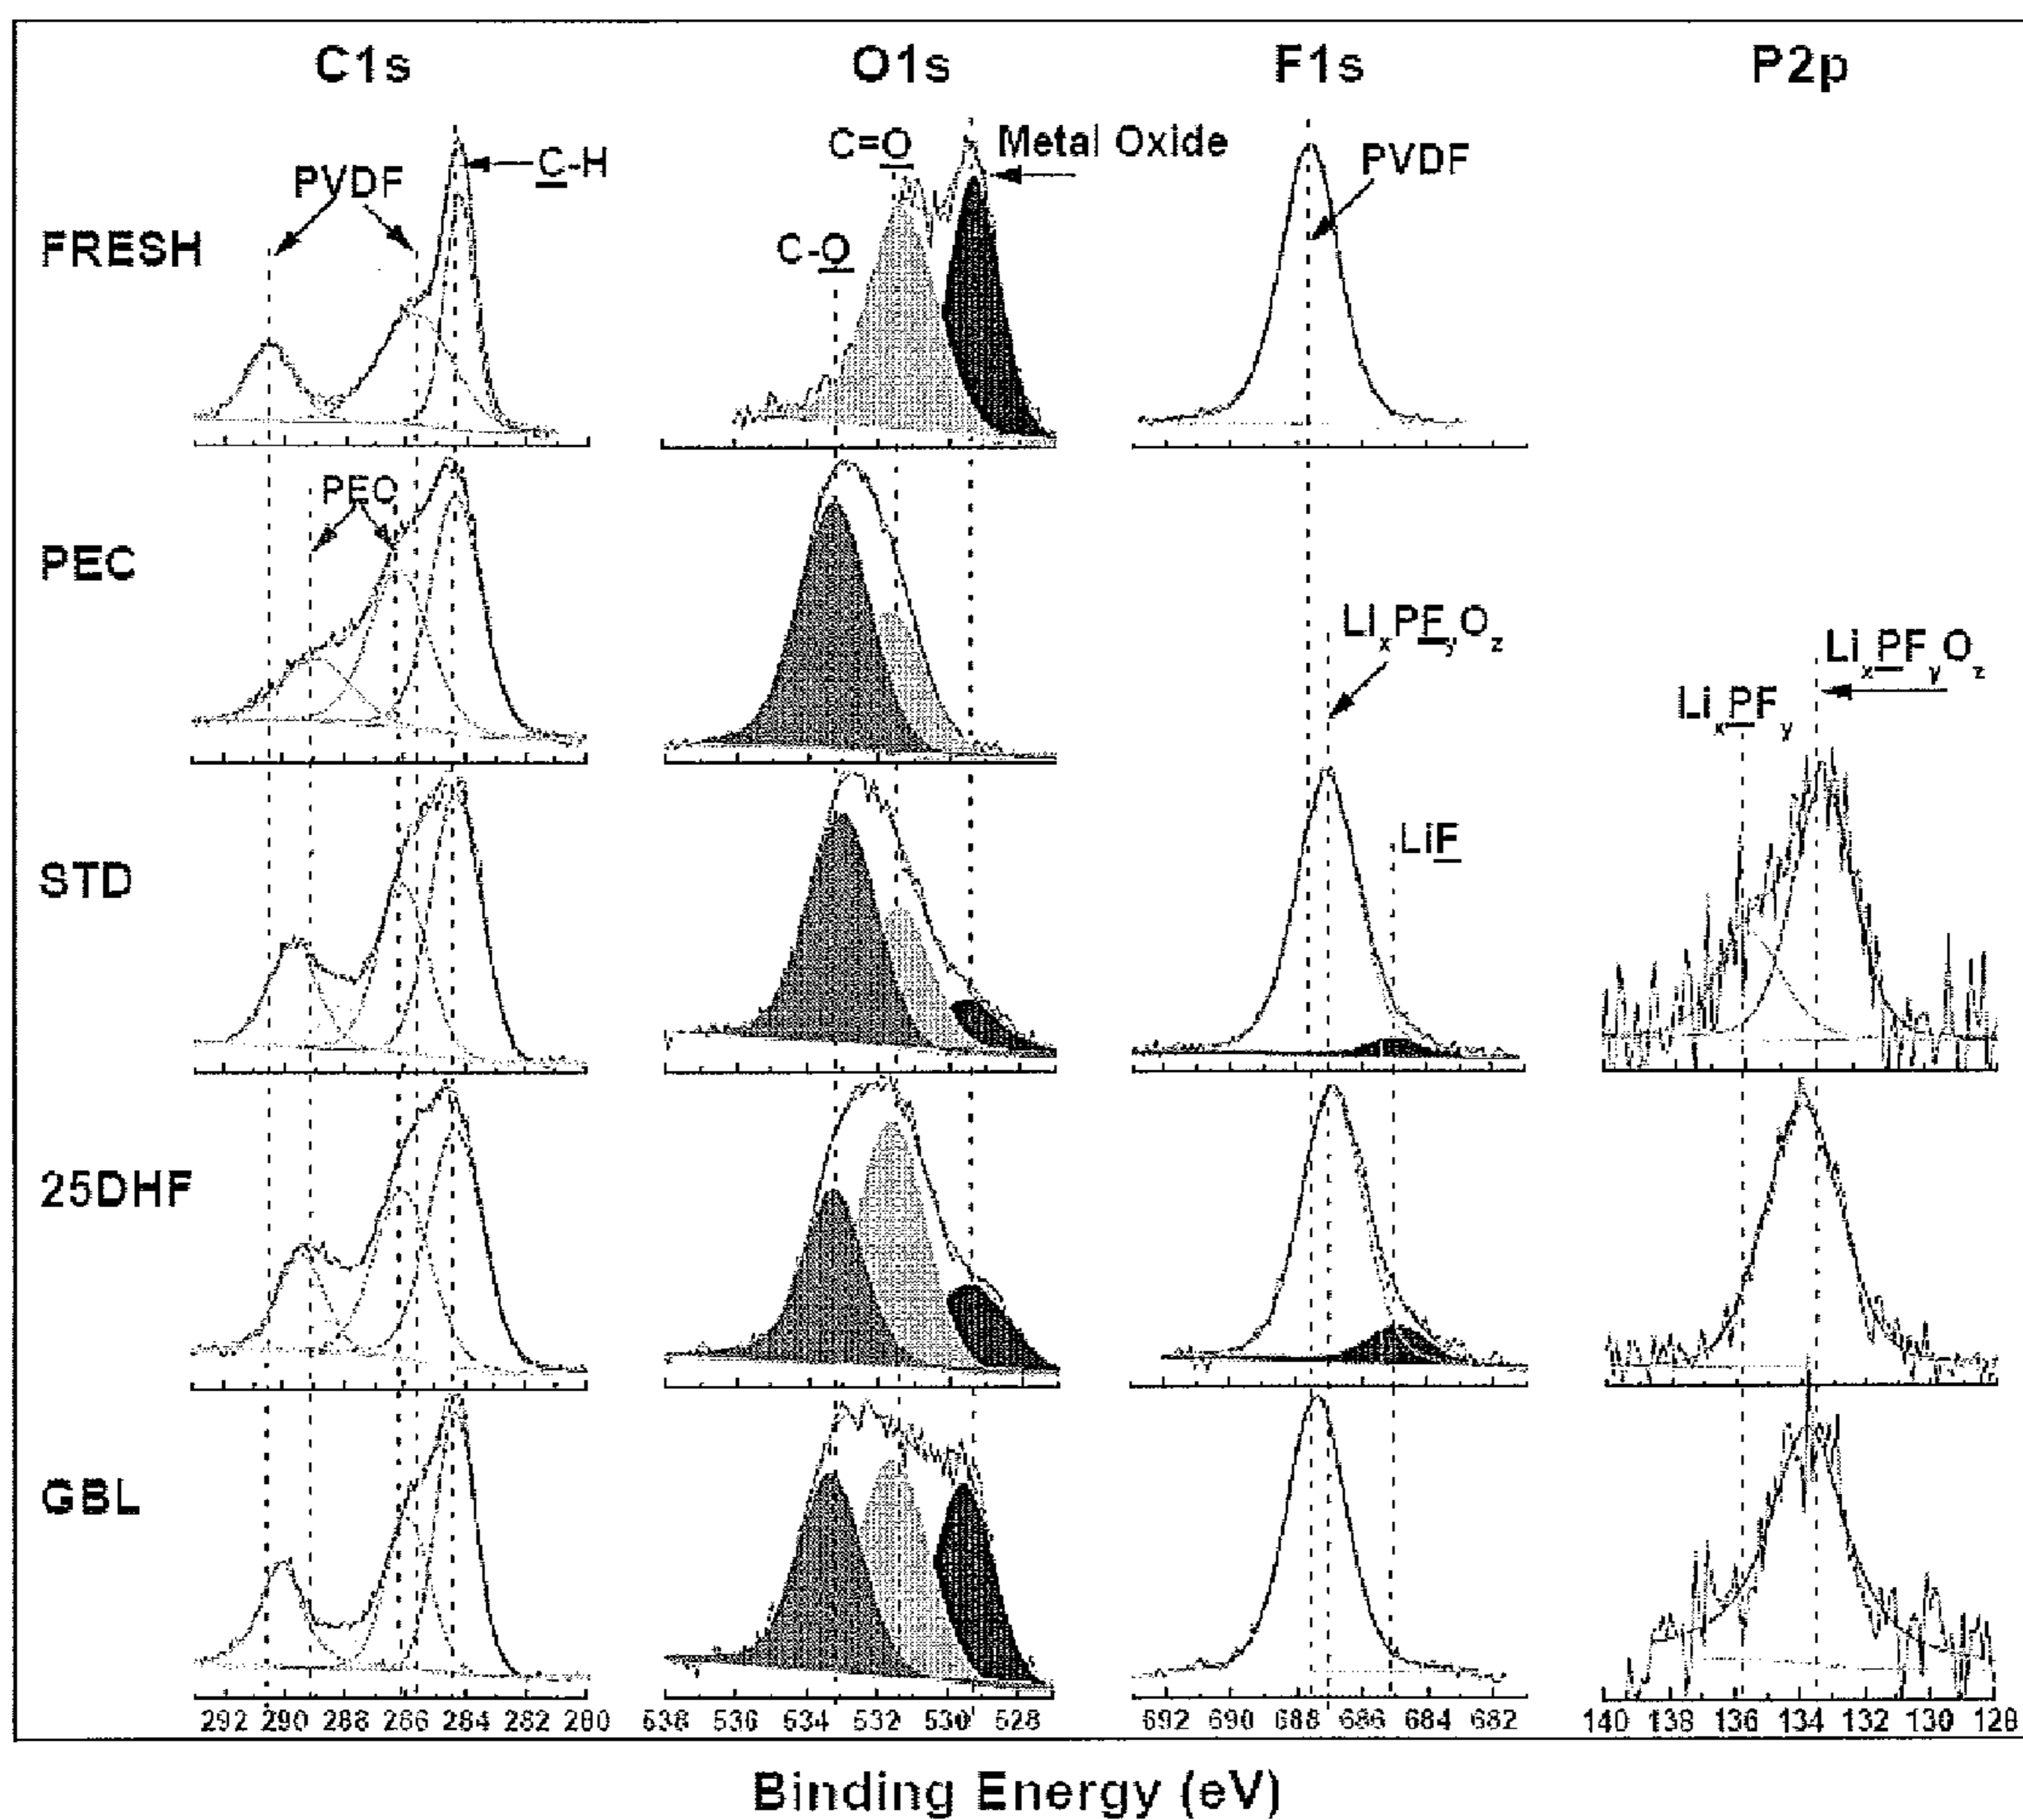 C1s O1s F1s P2p
C-H C=O Metal Oxide PVDF
PVDF
FRESH C-O
PEC
PEC
LixPFyOz LixPFyOz
LixPFy
STD LiF
25DHF
GBL
292 290 288 286 284 282 280 538 536 534 532 530 528 692 690 688 686 684 682 140 138 136 134 132 130 128
Binding Energy (eV)